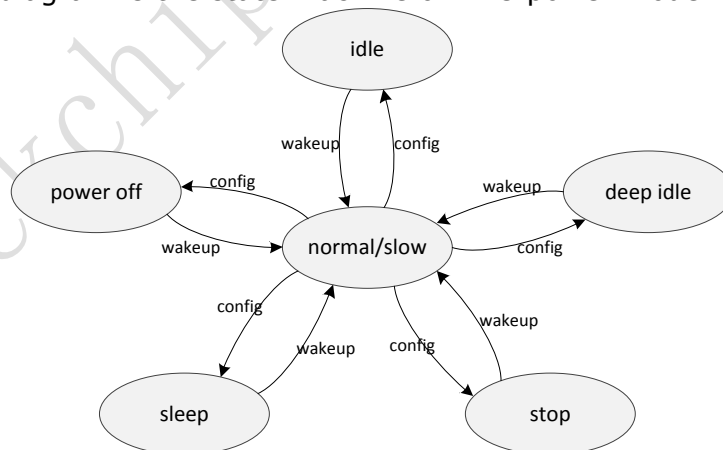 idle
wakeup
config
power off
config
wakeup
deep idle
wakeup
config
normal/slow
config
wakeup
wakeup
config
sleep
stop